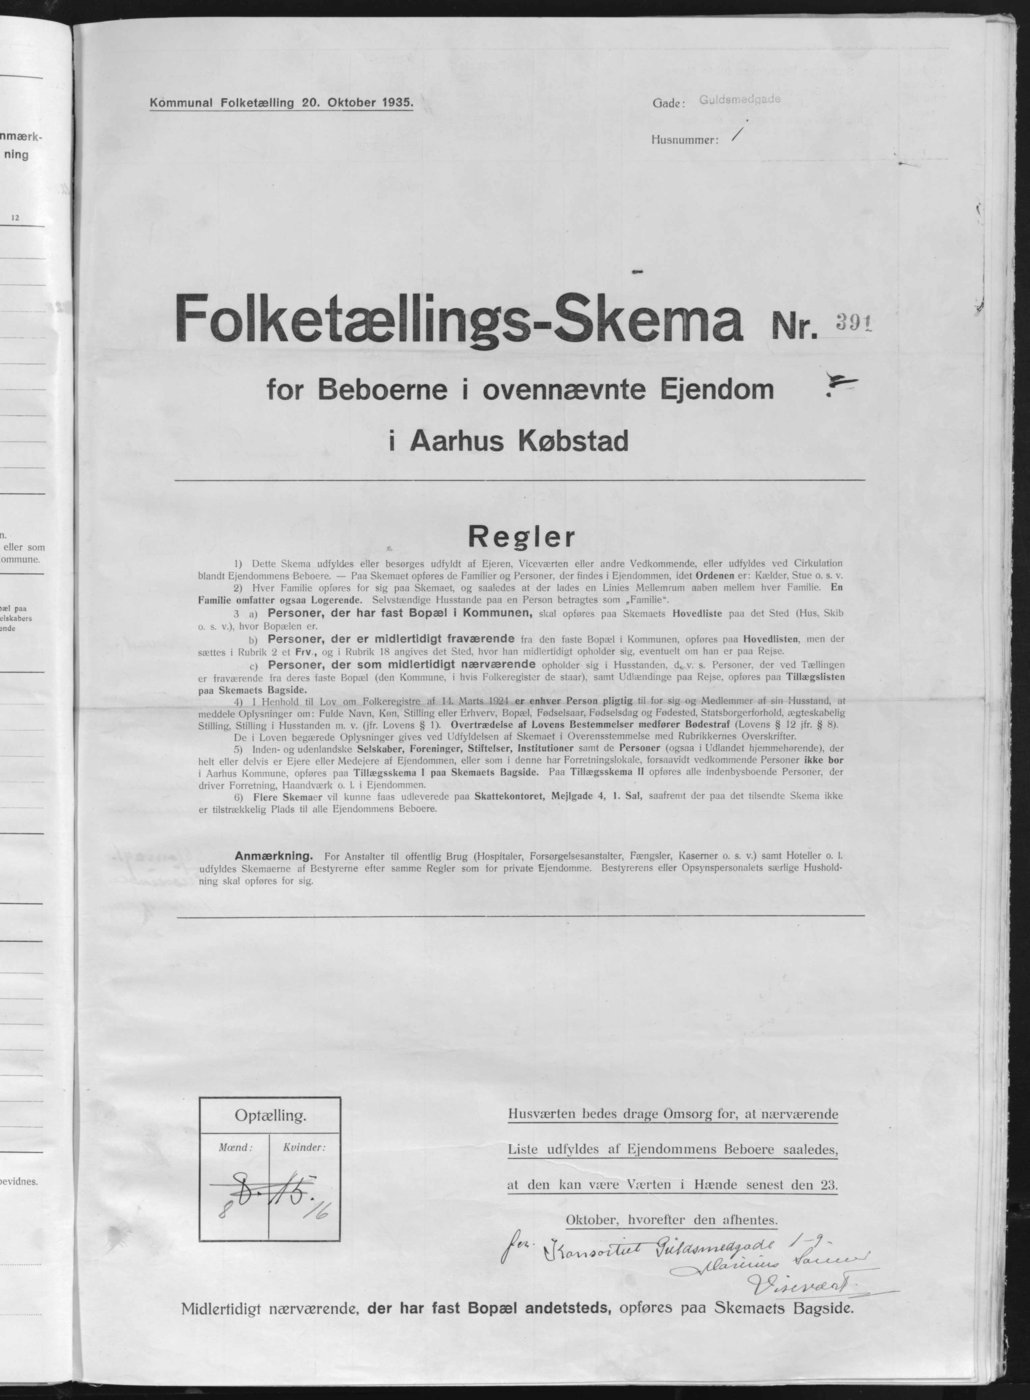 nmærk-
ning
12
n.
eller som
ommune.
pæl paa
elskabers
ende
bevidnes.
Kommunal Folketælling 20. Oktober 1935.
Gade: Guldsmedgade
Husnummer: 1
Folketællings-Skema Nr. 391
for Beboerne i ovennævnte Ejendom
i Aarhus Købstad
Regler
1) Dette Skema udfyldes eller besørges udfyldt af Ejeren, Viceværten eller andre Vedkommende, eller udfyldes ved Cirkulation
blandt Ejendommens Beboere. — Paa Skemaet opføres de Familier og Personer, der findes i Ejendommen, idet Ordenen er: Kælder, Stue o. s. v.
2) Hver Familie opføres for sig paa Skemaet, og saaledes at der lades en Linies Mellemrum aaben mellem hver Familie. En
Familie omfatter ogsaa Logerende. Selvstændige Husstande paa en Person betragtes som „Familie“.
3 a) Personer, der har fast Bopæl i Kommunen, skal opføres paa Skemaets Hovedliste paa det Sted (Hus, Skib
o. s. v.), hvor Bopælen er.
b) Personer, der er midlertidigt fraværende fra den faste Bopæl i Kommunen, opføres paa Hovedlisten, men der
sættes i Rubrik 2 et Frv., og i Rubrik 18 angives det Sted, hvor han midlertidigt opholder sig, eventuelt om han er paa Rejse.
c) Personer, der som midlertidigt nærværende opholder sig i Husstanden, d. v. s. Personer, der ved Tællingen
er fraværende fra deres faste Bopæl (den Kommune, i hvis Folkeregister de staar), samt Udlændinge paa Rejse, opføres paa Tillægslisten
paa Skemaets Bagside.
4) I Henhold til Lov om Folkeregistre af 14. Marts 1924 er enhver Person pligtig til for sig og Medlemmer af sin Husstand, at
meddele Oplysninger om: Fulde Navn, Køn, Stilling eller Erhverv, Bopæl, Fødselsaar, Fødselsdag og Fødested, Statsborgerforhold, ægteskabelig
Stilling, Stilling i Husstanden m. v. (jfr. Lovens § 1). Overtrædelse af Lovens Bestemmelser medfører Bødestraf (Lovens § 12 jfr. § 8).
De i Loven begærede Oplysninger gives ved Udfyldelsen af Skemaet i Overensstemmelse med Rubrikkernes Overskrifter.
5) Inden- og udenlandske Selskaber, Foreninger, Stiftelser, Institutioner samt de Personer (ogsaa i Udlandet hjemmehørende), der
helt eller delvis er Ejere eller Medejere af Ejendommen, eller som i denne har Forretningslokale, forsaavidt vedkommende Personer ikke bor
i Aarhus Kommune, opføres paa Tillægsskema I paa Skemaets Bagside. Paa Tillægsskema II opføres alle indenbysboende Personer, der
driver Forretning, Haandværk o. l. i Ejendommen.
6) Flere Skemaer vil kunne faas udleverede paa Skattekontoret, Mejlgade 4, 1. Sal, saafremt der paa det tilsendte Skema ikke
er tilstrækkelig Plads til alle Ejendommens Beboere.
Anmærkning. For Anstalter til offentlig Brug (Hospitaler, Forsørgelsesanstalter, Fængsler, Kaserner o. s. v.) samt Hoteller o. l.
udfyldes Skemaerne af Bestyrerne efter samme Regler som for private Ejendomme. Bestyrerens eller Opsynspersonalets særlige Hushold-
ning skal opføres for sig.
Optælling.
Mænd: Kvinder:
8. 15.
8 16
Husværten bedes drage Omsorg for, at nærværende
Liste udfyldes af Ejendommens Beboere saaledes,
at den kan være Værten i Hænde senest den 23.
Oktober, hvorefter den afhentes.
for. Konsortiet Guldsmedgade 1-9.
Marinus
Visevært.
Midlertidigt nærværende, der har fast Bopæl andetsteds, opføres paa Skemaets Bagside.